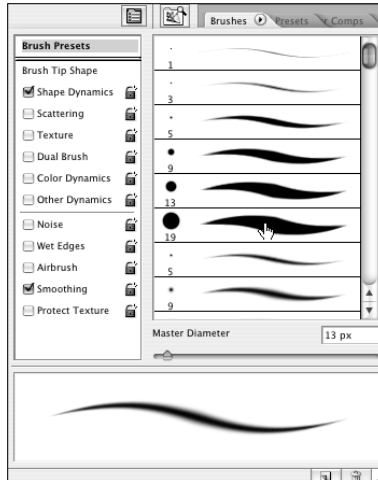 Brushes Presets r Comps
Brush Presets
Brush Tip Shape
Shape Dynamics
Scattering
Texture
Dual Brush
Color Dynamics
Other Dynamics
Noise
Wet Edges
Airbrush
Smoothing
Protect Texture
1
3
5
9
13
19
5
9
Master Diameter 13 px